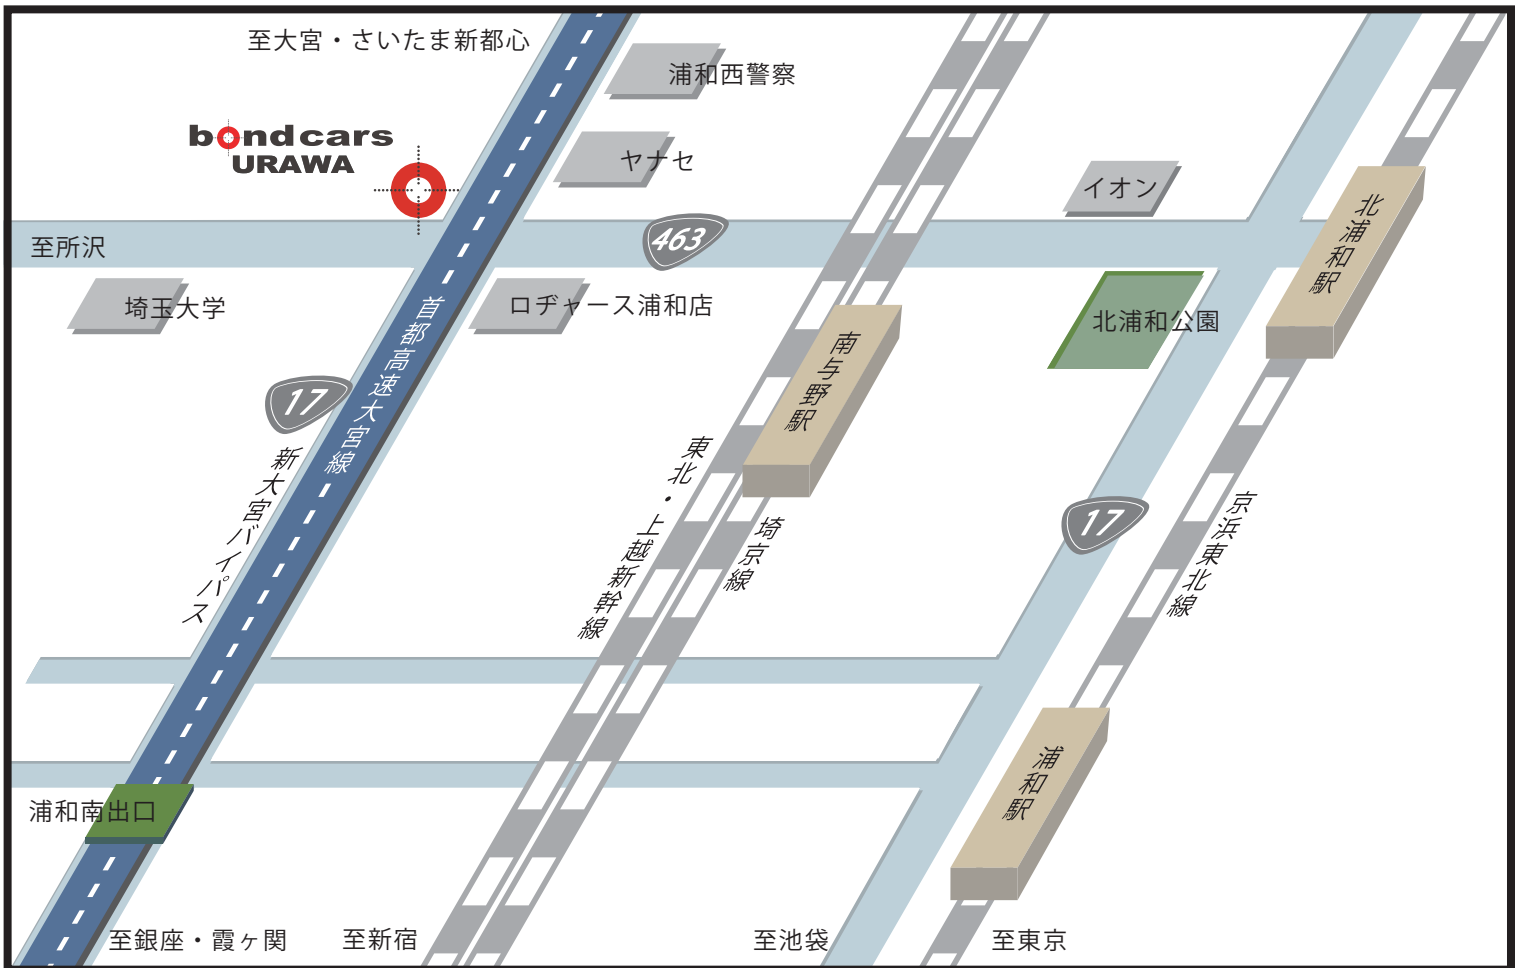 至大宮・さいたま新都心
浦和西警察
bondcars
URAWA
ヤナセ
イオン
北浦和駅
463
至所沢
埼玉大学
ロヂャース浦和店
首都高速大宮線
北浦和公園
南与野駅
17
新大宮バイパス
東北・上越新幹線
埼京線
17
京浜東北線
浦和駅
浦和南出口
至銀座・霞ヶ関
至新宿
至池袋
至東京